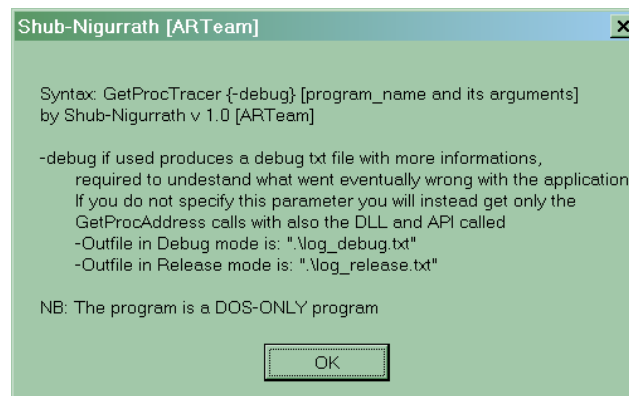 Shub-Nigurrath [ARTeam]
Syntax: GetProcTracer {-debug} [program_name and its arguments]
by Shub-Nigurrath v 1.0 [ARTeam]
-debug if used produces a debug txt file with more informations,
required to undestand what went eventually wrong with the application
If you do not specify this parameter you will instead get only the
GetProcAddress calls with also the DLL and API called
-Outfile in Debug mode is: ".\log_debug.txt"
-Outfile in Release mode is: ".\log_release.txt"
NB: The program is a DOS-ONLY program
OK